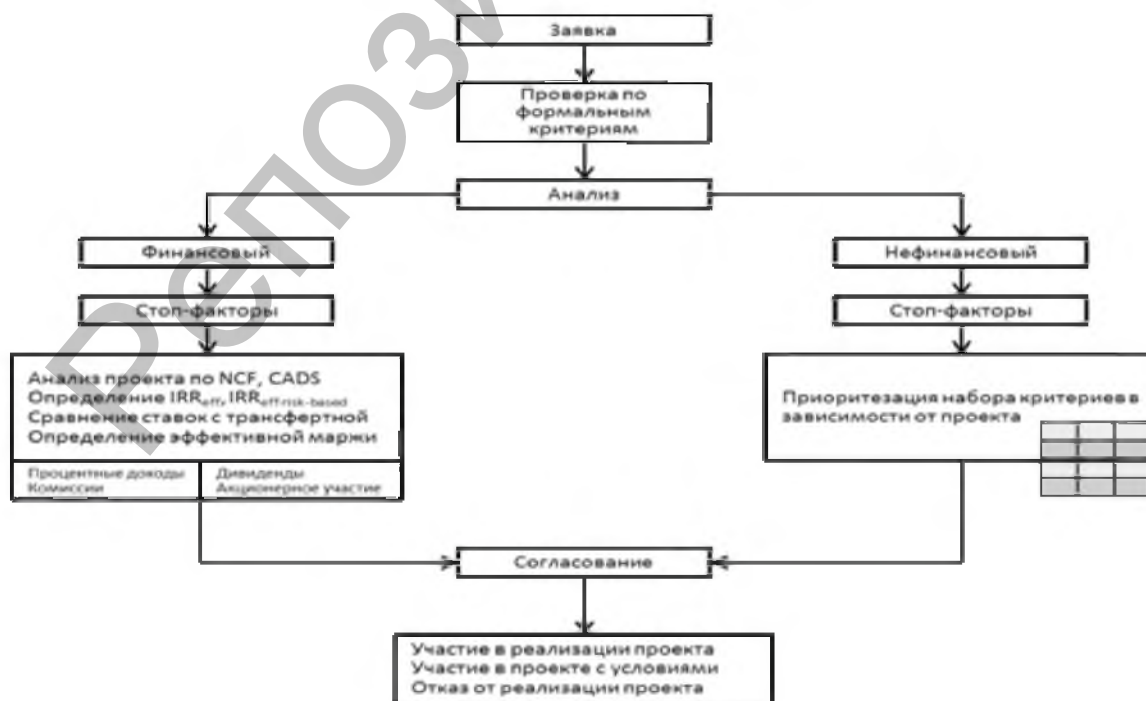 Заявка
Проверка по
формальным
критериям
Анализ
Финансовый
Нефинансовый
Стоп-факторы
Стоп-факторы
Анализ проекта по NCF, CADS
Определение IRReff, IRReff risk-based
Сравнение ставок с трансфертной
Определение эффективной маржи
Процентные доходы
Комиссии
Дивиденды
Акционерное участие
Приоритезация набора критериев в
зависимости от проекта
Согласование
Участие в реализации проекта
Участие в проекте с условиями
Отказ от реализации проекта
Репози